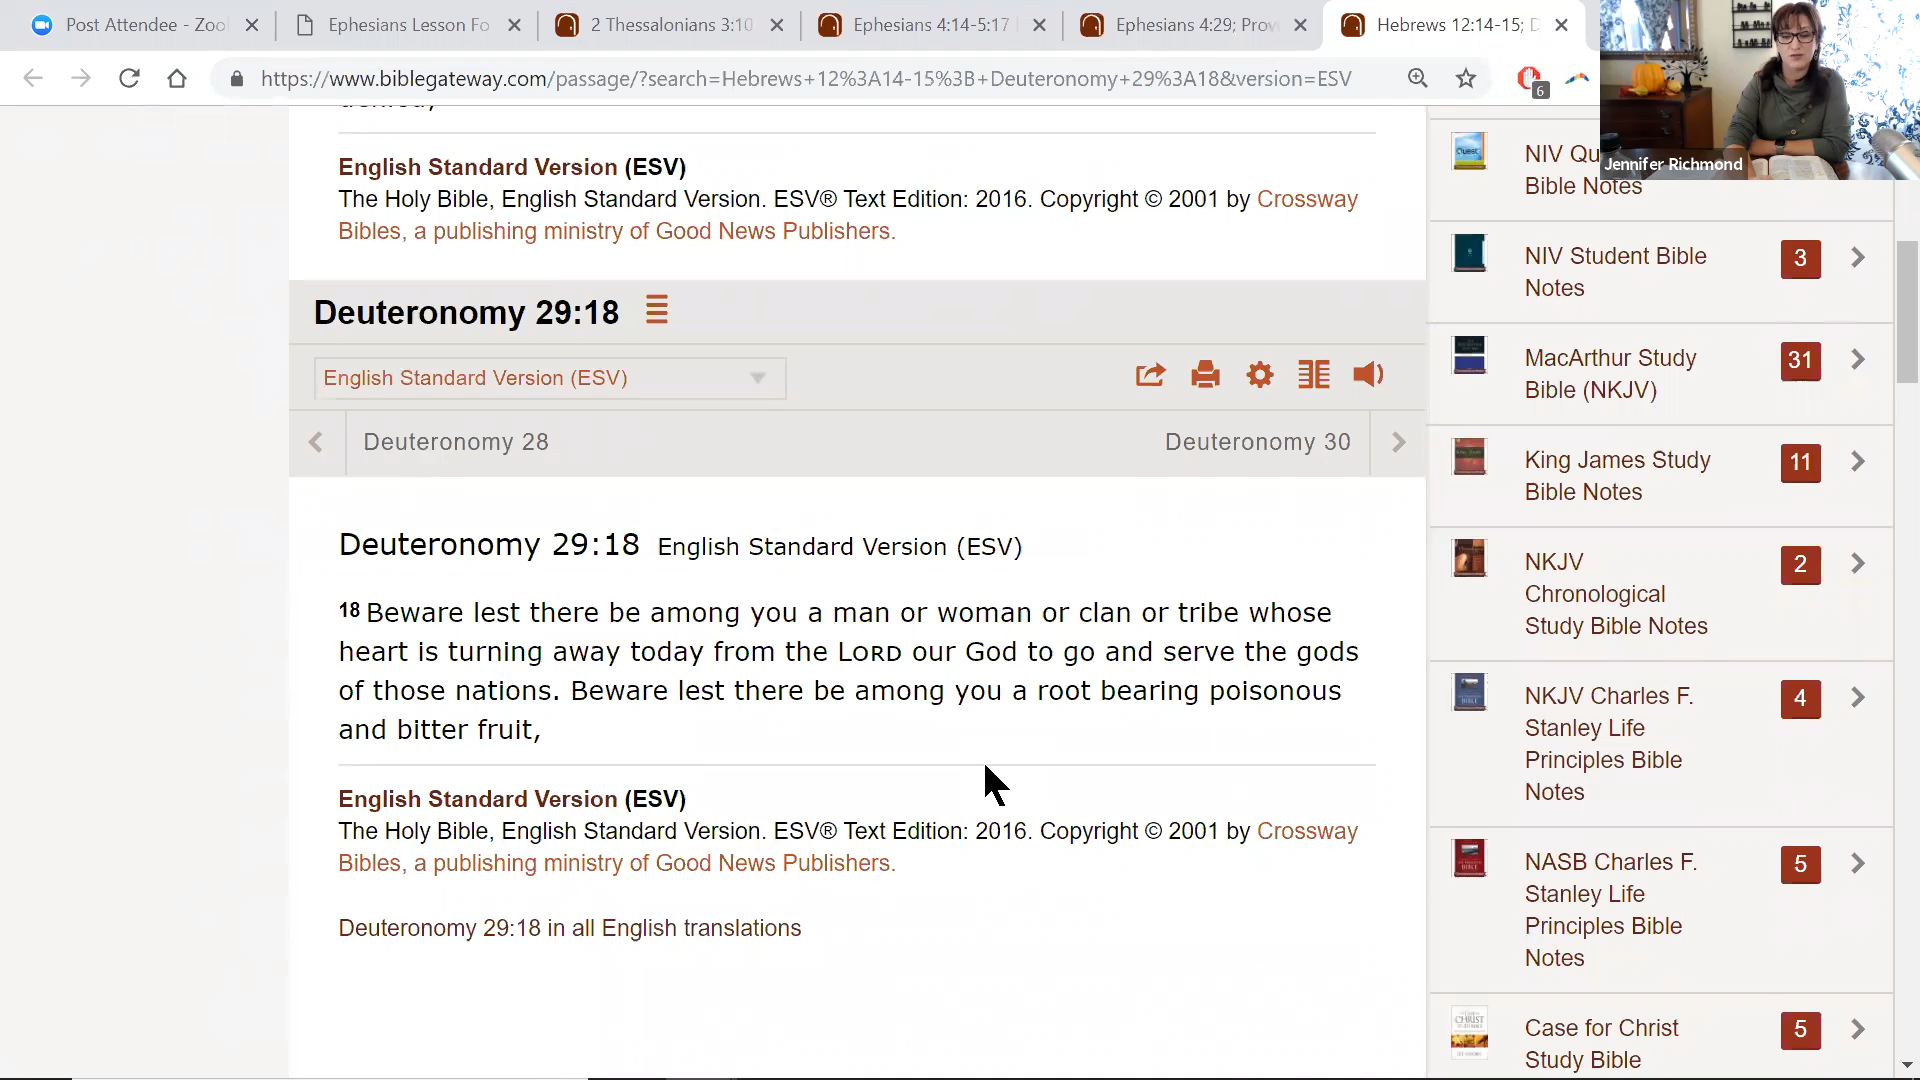 Post Attendee - Zoo
Ephesians Lesson Fo
2 Thessalonians 3:10
Ephesians 4:14-5:17
Ephesians 4:29; Prov
Hebrews 12:14-15; D
https://www.biblegateway.com/passage/?search=Hebrews+12%3A14-15%3B+Deuteronomy+29%3A18&version=ESV
6
Jennifer Richmond
English Standard Version (ESV)
The Holy Bible, English Standard Version. ESV® Text Edition: 2016. Copyright © 2001 by Crossway
Bibles, a publishing ministry of Good News Publishers.
Deuteronomy 29:18
English Standard Version (ESV)
Deuteronomy 28
Deuteronomy 30
Deuteronomy 29:18 English Standard Version (ESV)
18 Beware lest there be among you a man or woman or clan or tribe whose
heart is turning away today from the LORD our God to go and serve the gods
of those nations. Beware lest there be among you a root bearing poisonous
and bitter fruit,
English Standard Version (ESV)
The Holy Bible, English Standard Version. ESV® Text Edition: 2016. Copyright © 2001 by Crossway
Bibles, a publishing ministry of Good News Publishers.
Deuteronomy 29:18 in all English translations
NIV Qu
Bible Notes
NIV Student Bible
Notes
3
MacArthur Study
Bible (NKJV)
31
King James Study
Bible Notes
11
NKJV
Chronological
Study Bible Notes
2
NKJV Charles F.
Stanley Life
Principles Bible
Notes
4
NASB Charles F.
Stanley Life
Principles Bible
Notes
5
Case for Christ
Study Bible
5